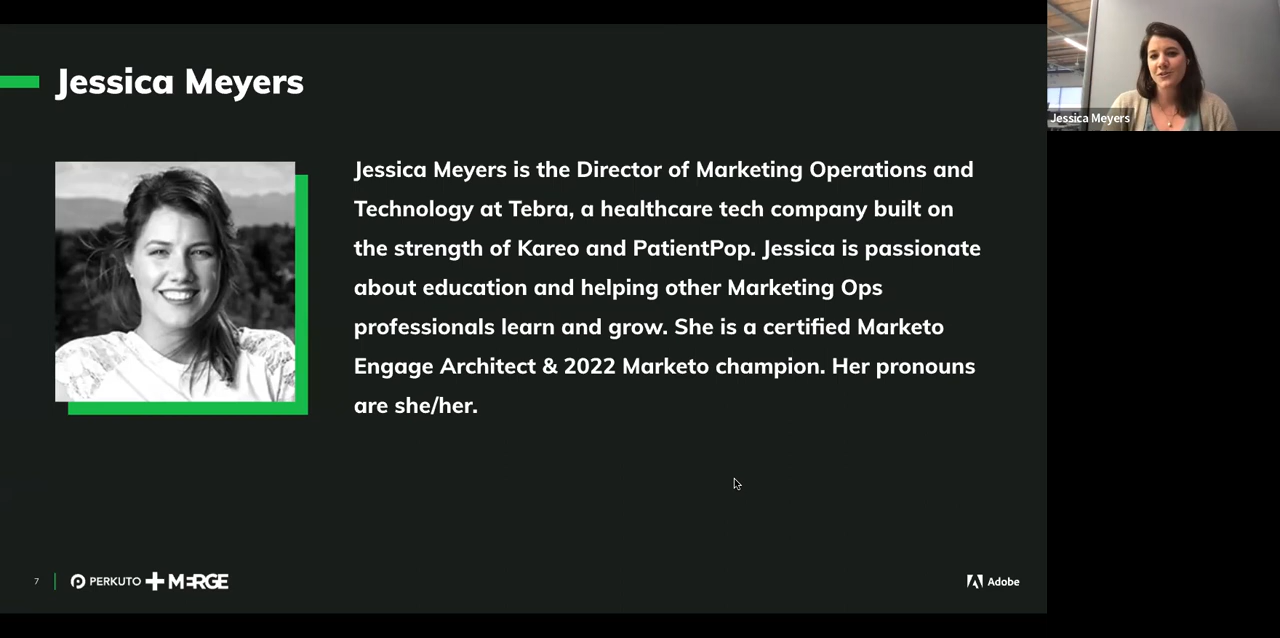 Jessica Meyers
Jessica Meyers
Jessica Meyers is the Director of Marketing Operations and
Technology at Tebra, a healthcare tech company built on
the strength of Kareo and PatientPop. Jessica is passionate
about education and helping other Marketing Ops
professionals learn and grow. She is a certified Marketo
Engage Architect & 2022 Marketo champion. Her pronouns
are she/her.
7
PERKUTO + MERGE
Adobe